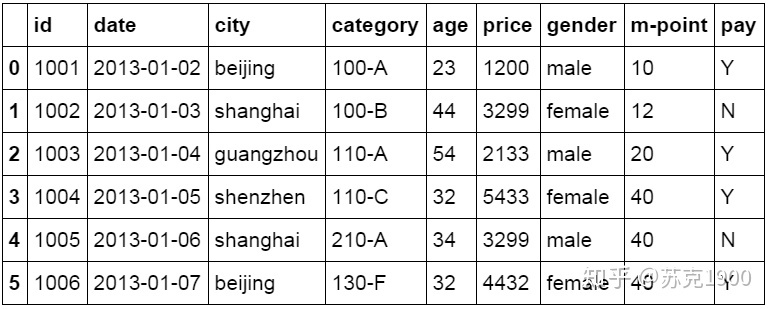 id date city category age price gender m-point pay
0 1001 2013-01-02 beijing 100-A 23 1200 male 10 Y
1 1002 2013-01-03 shanghai 100-B 44 3299 female 12 N
2 1003 2013-01-04 guangzhou 110-A 54 2133 male 20 Y
3 1004 2013-01-05 shenzhen 110-C 32 5433 female 40 Y
4 1005 2013-01-06 shanghai 210-A 34 3299 male 40 N
5 1006 2013-01-07 beijing 130-F 32 4432 female 40 Y
知乎 @苏克1900